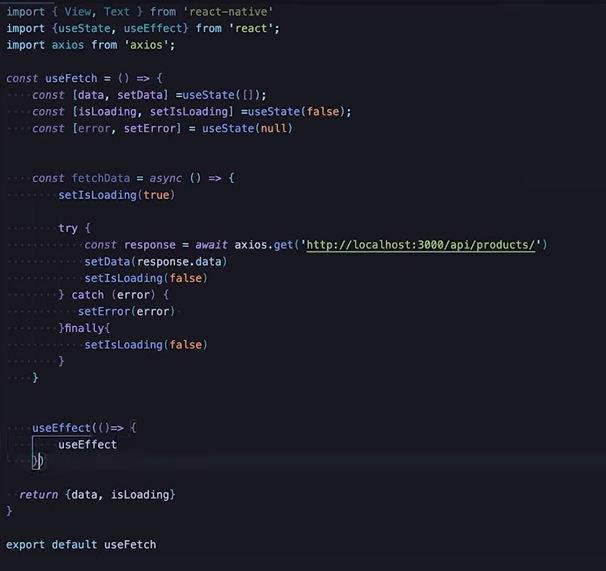 import { View, Text } from 'react-native'
import {useState, useEffect} from 'react';
import axios from 'axios';
const useFetch = () => {
const [data, setData] =useState([]);
const [isLoading, setIsLoading] =useState(false);
const [error, setError] = useState(null)
const fetchData = async () => {
setIsLoading(true)
try {
const response = await axios.get('http://localhost:3000/api/products/')
setData(response.data)
setIsLoading(false)
} catch (error) {
setError(error)
}finally{
setIsLoading(false)
}
}
useEffect(()=> {
useEffect
})
return {data, isLoading}
}
export default useFetch